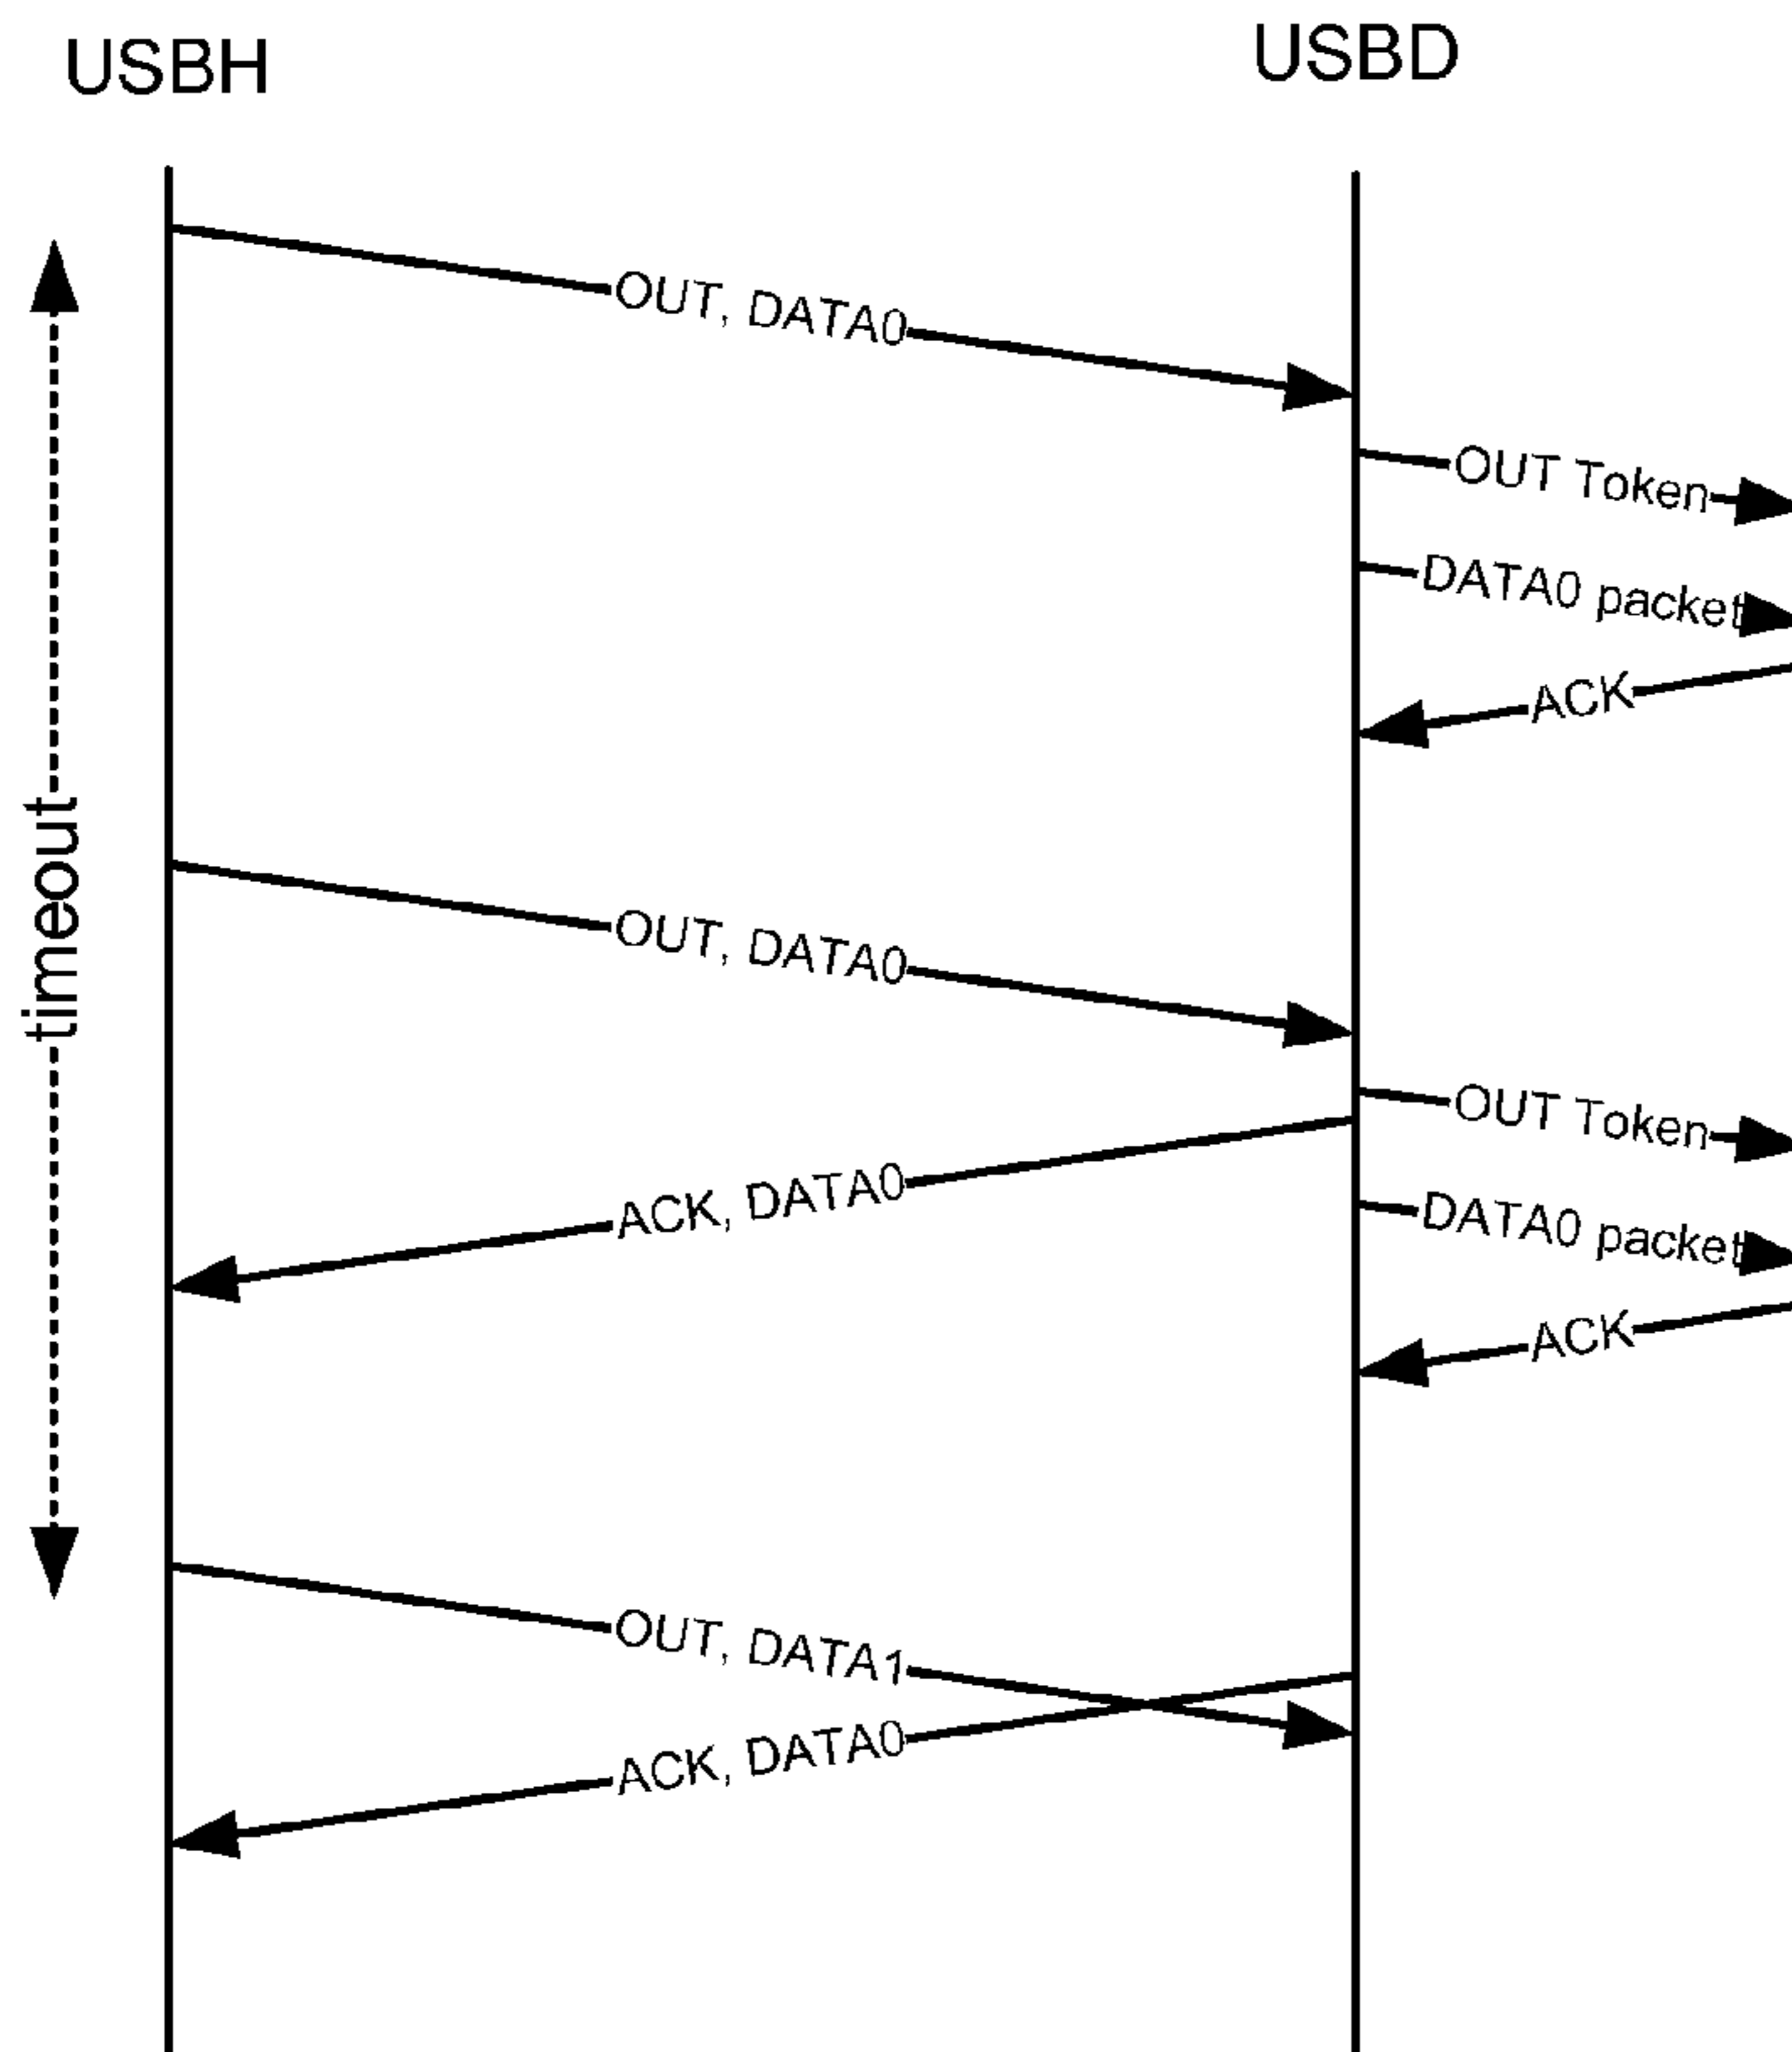 USBH
USBD
OUT, DATA0
OUT Token
DATA0 packet
ACK
timeout
OUT, DATA0
OUT Token
ACK, DATA0
DATA0 packet
ACK
OUT, DATA1
ACK, DATA0